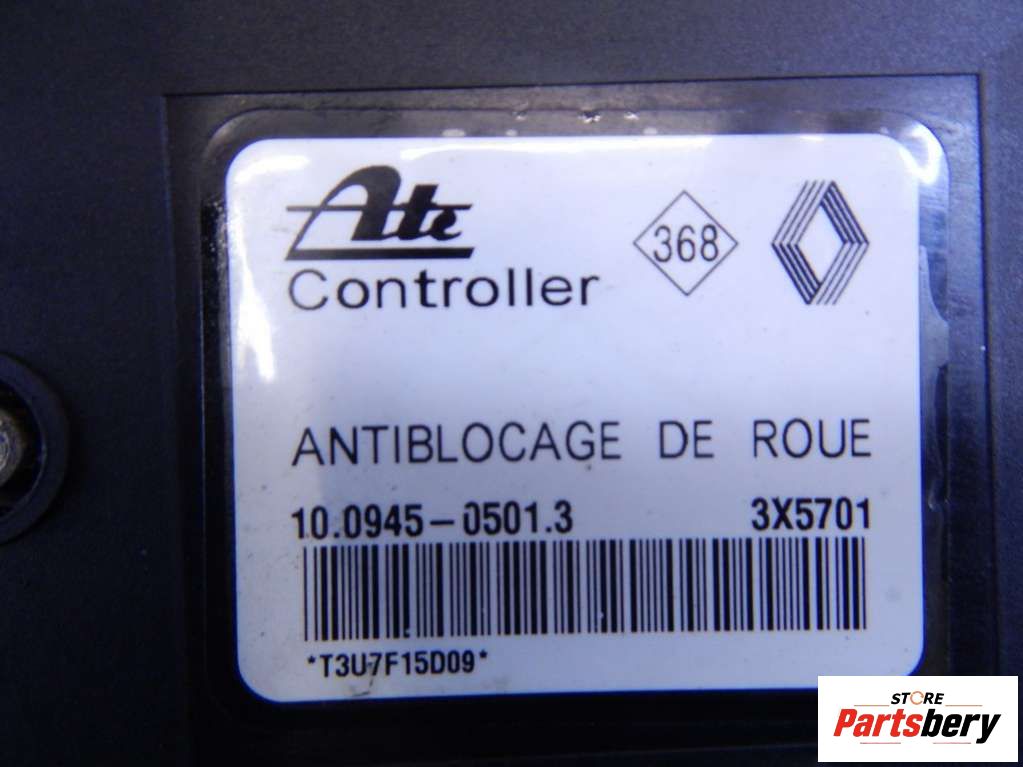 Ate
Controller
368
ANTIBLOCAGE DE ROUE
10.0945-0501.3 3X5701
*T3U7F15D09*
STORE
Partsbery